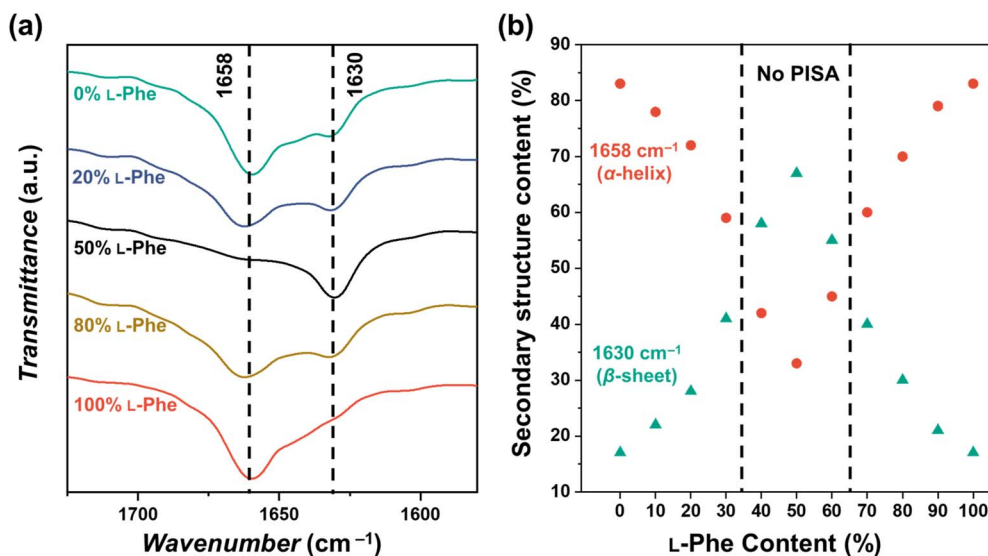 (a)
1658
1630
0% L-Phe
20% L-Phe
50% L-Phe
80% L-Phe
100% L-Phe
Transmittance (a.u.)
1700
1650
1600
Wavenumber (cm⁻¹)
(b)
No PISA
1658 cm⁻¹
(α-helix)
1630 cm⁻¹
(β-sheet)
Secondary structure content (%)
90
80
70
60
50
40
30
20
10
0 10 20 30 40 50 60 70 80 90 100
L-Phe Content (%)